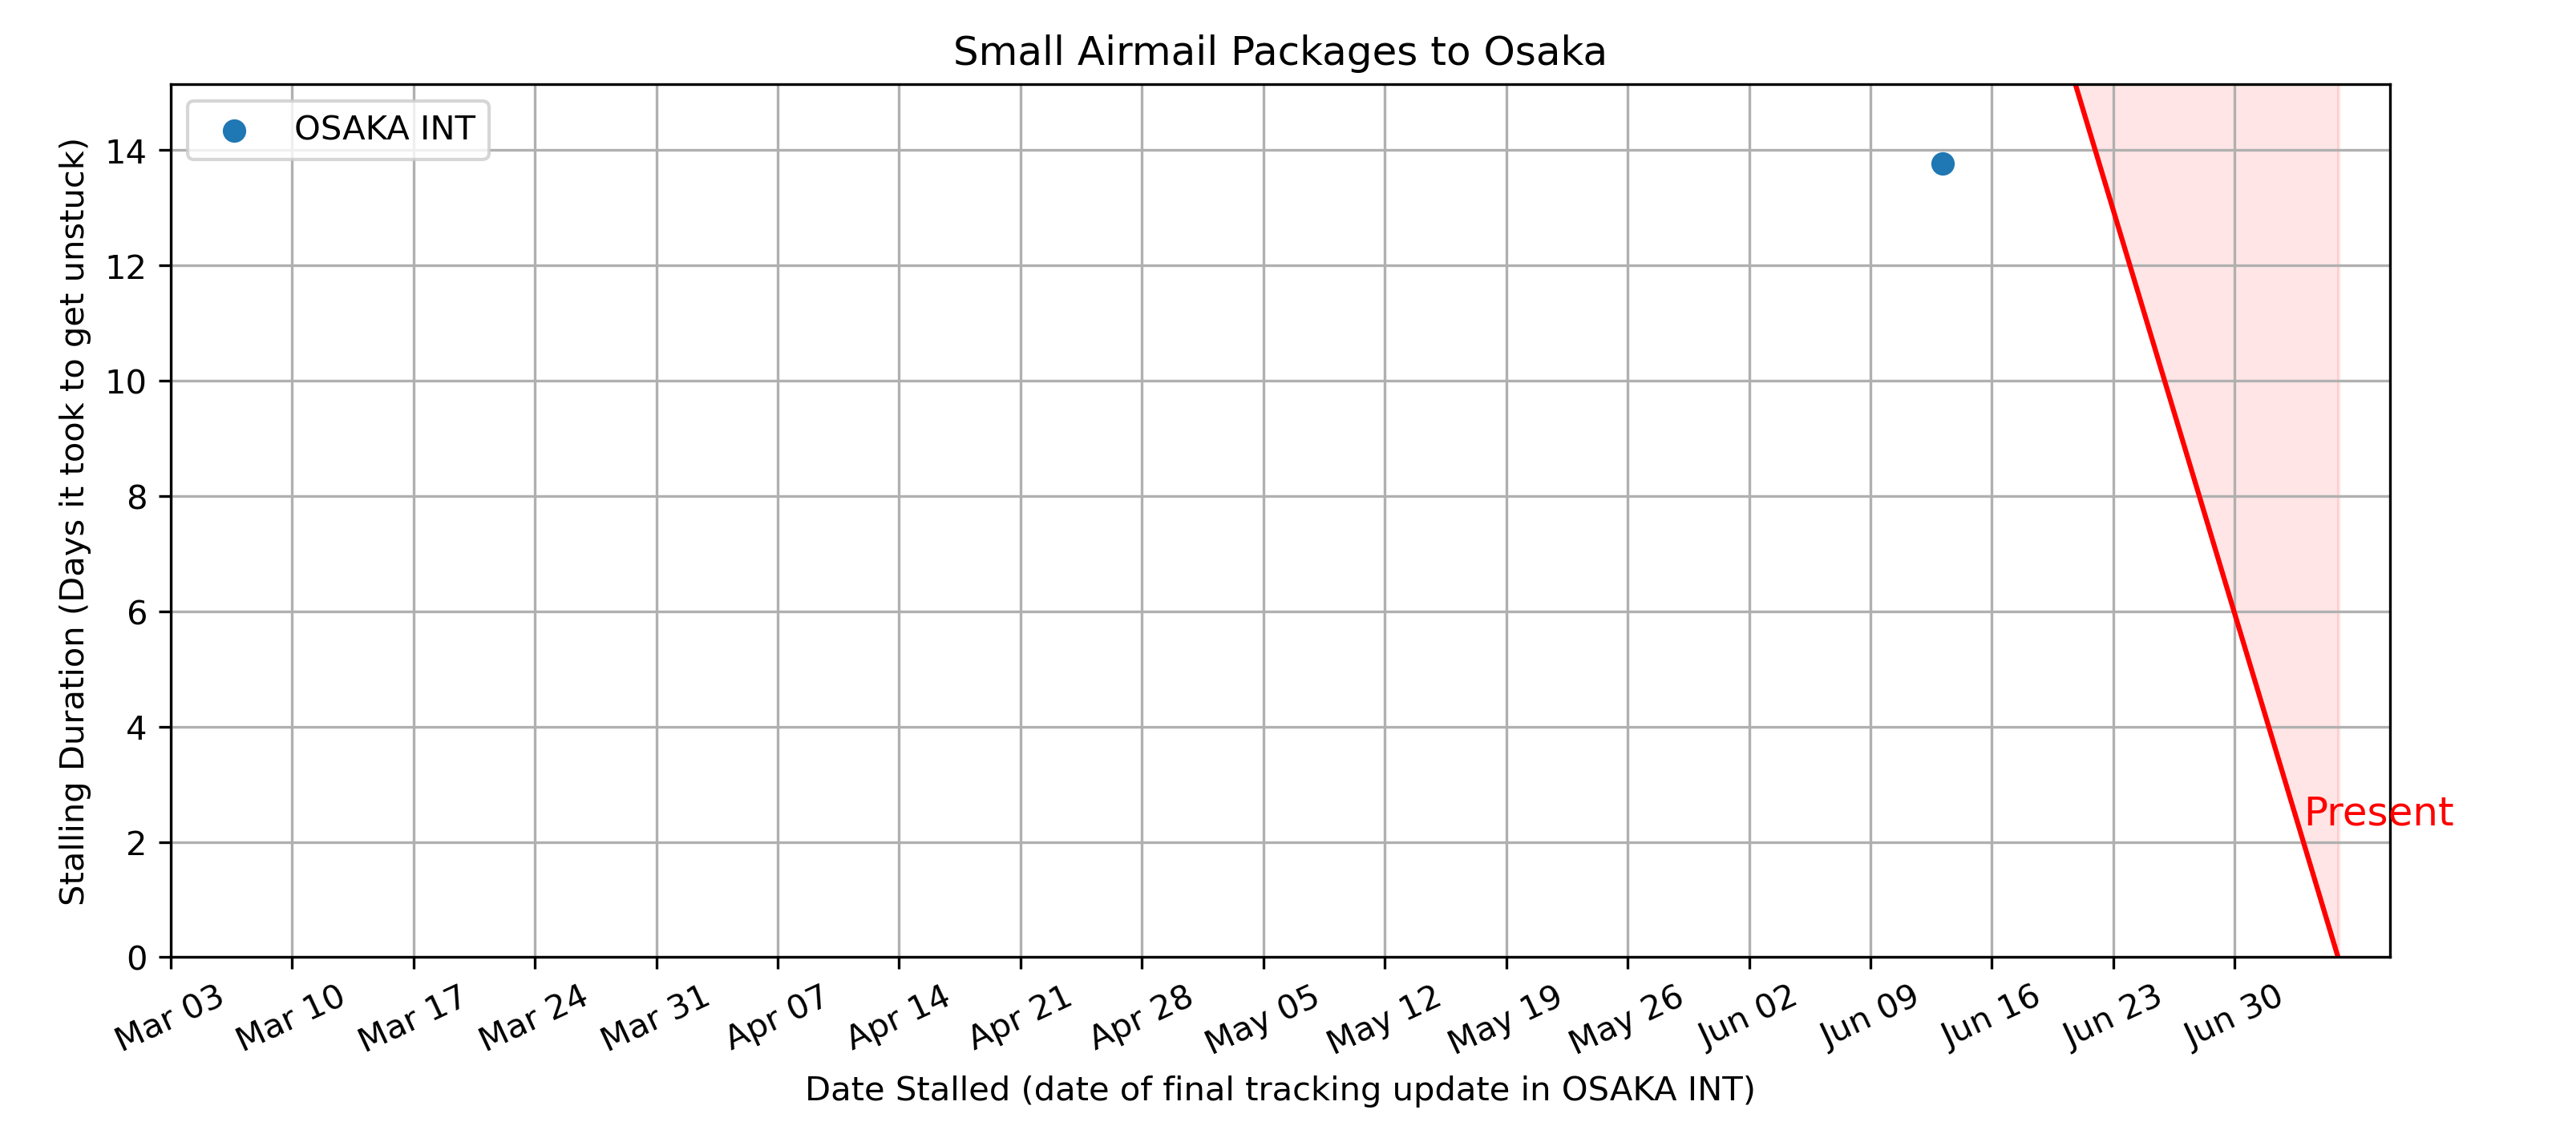 Small Airmail Packages to Osaka
OSAKA INT
Stalling Duration (Days it took to get unstuck)
14
12
10
8
6
4
2
0
Present
Mar 03
Mar 10
Mar 17
Mar 24
Mar 31
Apr 07
Apr 14
Apr 21
Apr 28
May 05
May 12
May 19
May 26
Jun 02
Jun 09
Jun 16
Jun 23
Jun 30
Date Stalled (date of final tracking update in OSAKA INT)